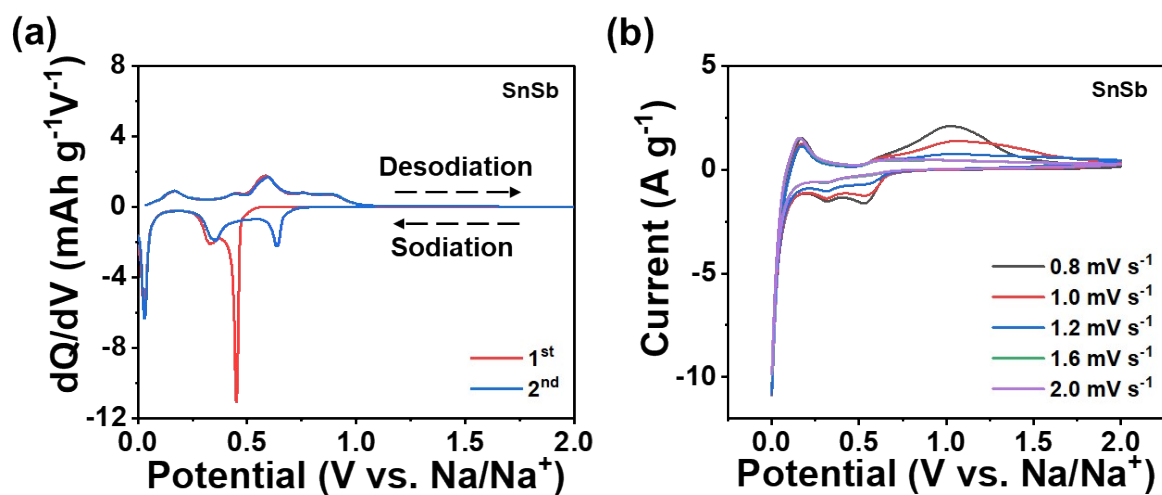 (a)
8
4
0
-4
-8
-12
dQ/dV (mAh g⁻¹V⁻¹)
SnSb
Desodiation
Sodiation
1ˢᵗ
2ⁿᵈ
0.0 0.5 1.0 1.5 2.0
Potential (V vs. Na/Na⁺)
(b)
5
0
-5
-10
Current (A g⁻¹)
SnSb
0.8 mV s⁻¹
1.0 mV s⁻¹
1.2 mV s⁻¹
1.6 mV s⁻¹
2.0 mV s⁻¹
0.0 0.5 1.0 1.5 2.0
Potential (V vs. Na/Na⁺)